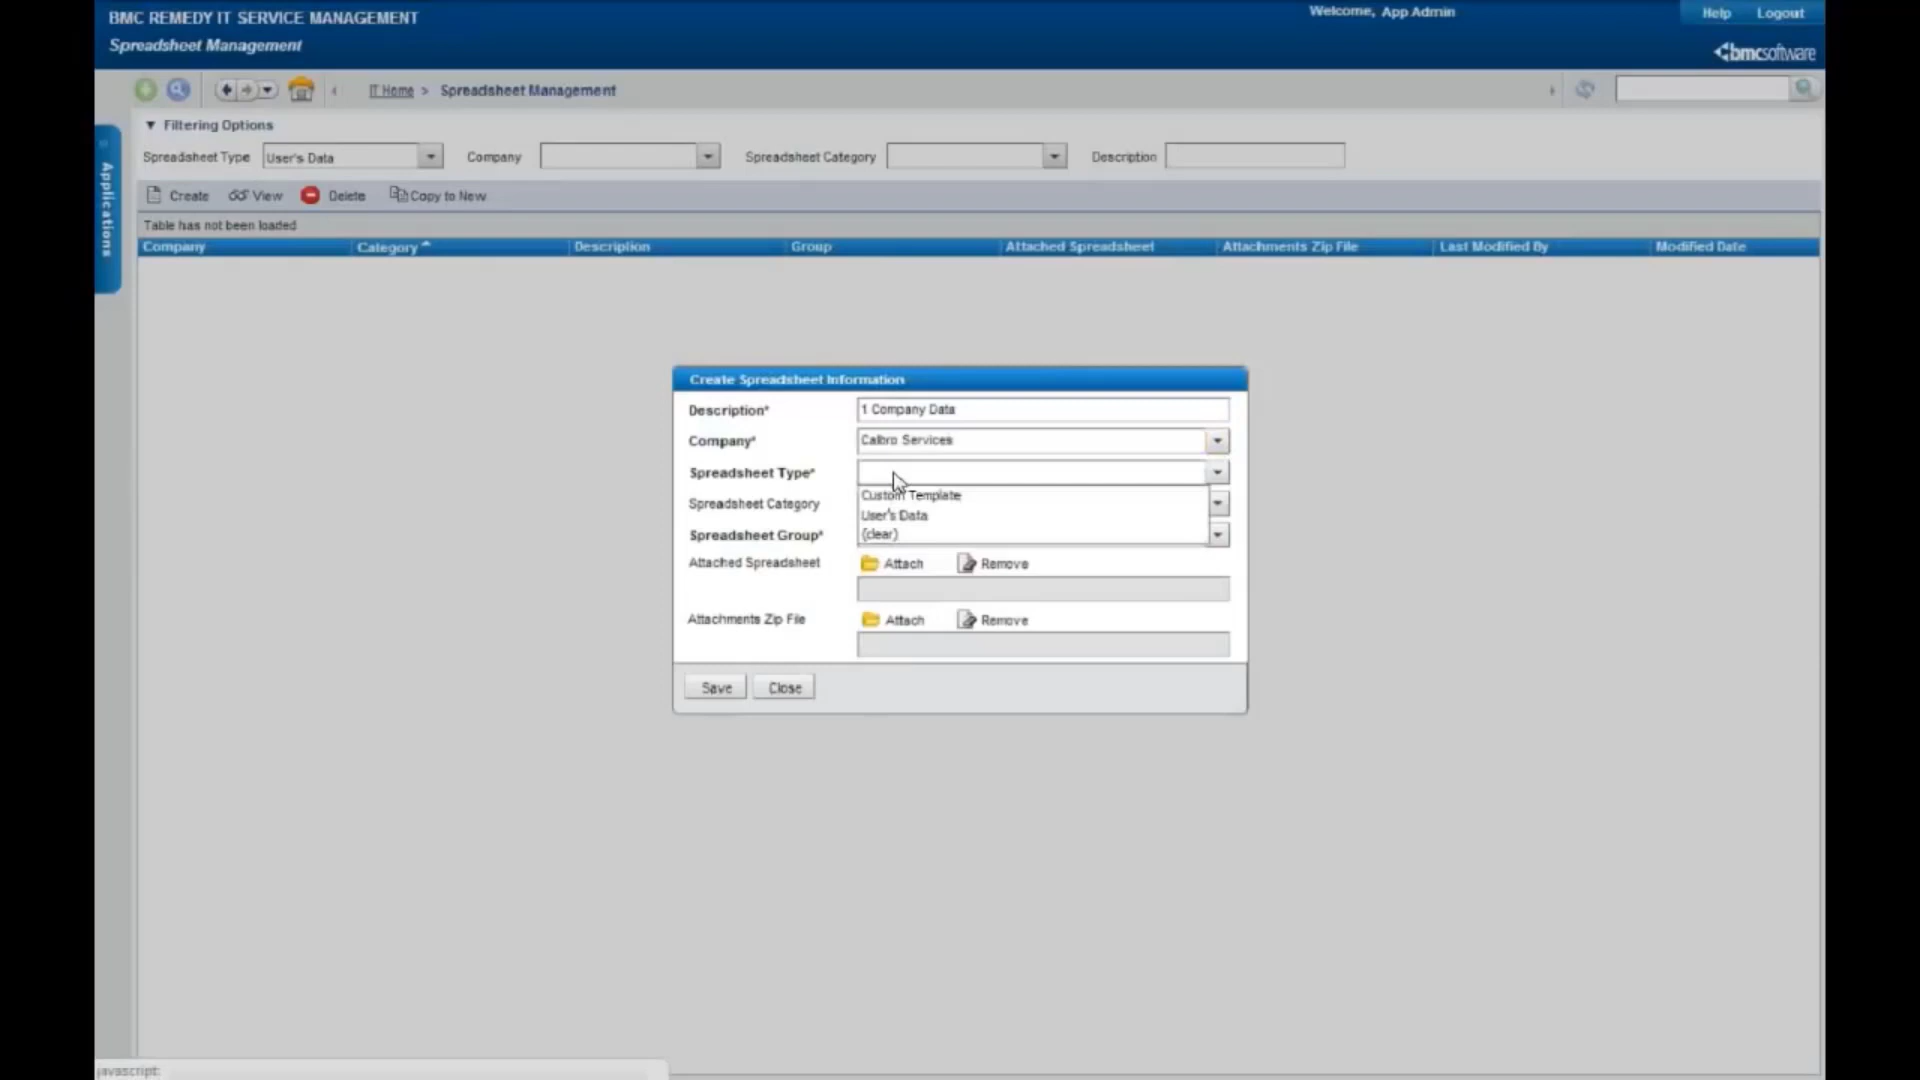 BMC REMEDY IT SERVICE MANAGEMENT
Welcome, App Admin
Help Logout
Spreadsheet Management
bmcsoftware
IT Home > Spreadsheet Management
Applications
Filtering Options
Spreadsheet Type User's Data Company Spreadsheet Category Description
Create View Delete Copy to New
Table has not been loaded
Company Category Description Group Attached Spreadsheet Attachments Zip File Last Modified By Modified Date
Create Spreadsheet Information
Description* 1 Company Data
Company* Calbro Services
Spreadsheet Type*
Custom Template
Spreadsheet Category
User's Data
(clear)
Spreadsheet Group*
Attached Spreadsheet Attach Remove
Attachments Zip File Attach Remove
Save Close
javascript: